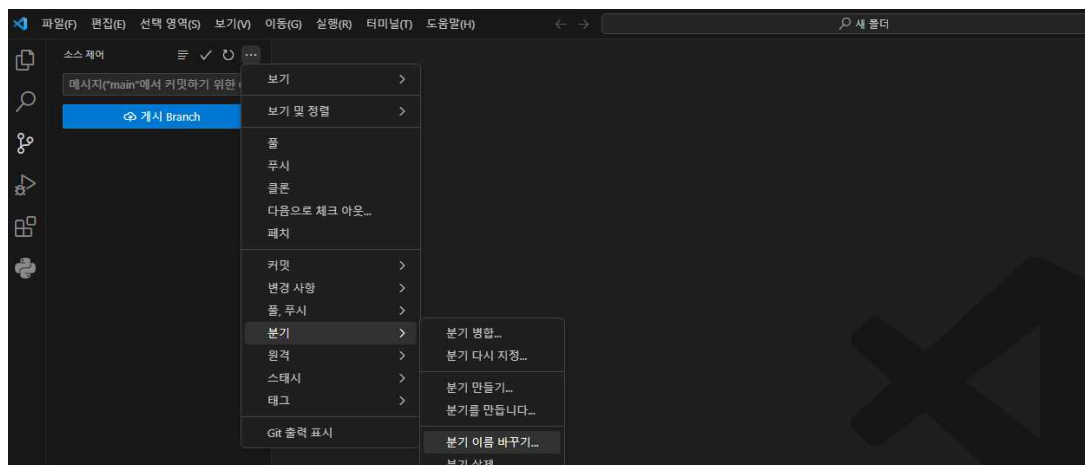 파일(F) 편집(E) 선택 영역(S) 보기(V) 이동(G) 실행(R) 터미널(T) 도움말(H) 새 폴더
소스 제어
메시지("main"에서 커밋하기 위한
게시 Branch
보기
보기 및 정렬
풀
푸시
클론
다음으로 체크 아웃...
페치
커밋
변경 사항
풀, 푸시
분기
원격
스태시
태그
Git 출력 표시
분기 병합...
분기 다시 지정...
분기 만들기...
분기를 만듭니다...
분기 이름 바꾸기...
분기 삭제